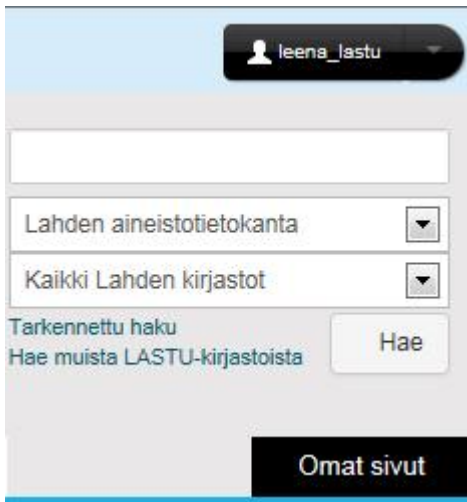 leena_lastu
Lahden aineistotietokanta
Kaikki Lahden kirjastot
Tarkennettu haku
Hae muista LASTU-kirjastoista
Hae
Omat sivut